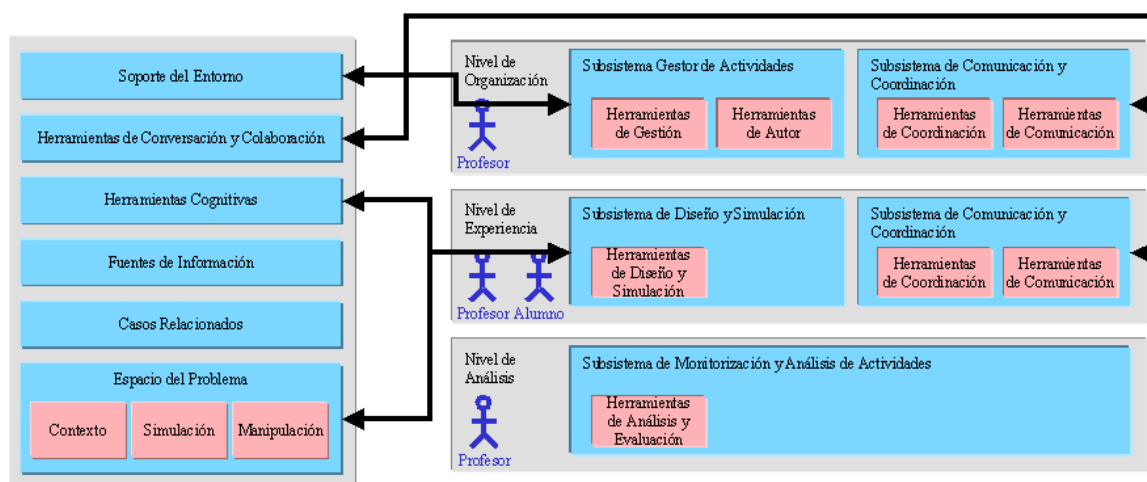 Soporte del Entorno
Herramientas de Conversación y Colaboración
Herramientas Cognitivas
Fuentes de Información
Casos Relacionados
Espacio del Problema
Contexto
Simulación
Manipulación
Nivel de
Organización
Profesor
Subsistema Gestor de Actividades
Herramientas
de Gestión
Herramientas
de Autor
Subsistema de Comunicación y
Coordinación
Herramientas
de Coordinación
Herramientas
de Comunicación
Nivel de
Experiencia
Profesor Alumno
Subsistema de Diseño y Simulación
Herramientas
de Diseño y
Simulación
Subsistema de Comunicación y
Coordinación
Herramientas
de Coordinación
Herramientas
de Comunicación
Nivel de
Análisis
Profesor
Subsistema de Monitorización y Análisis de Actividades
Herramientas
de Análisis y
Evaluación